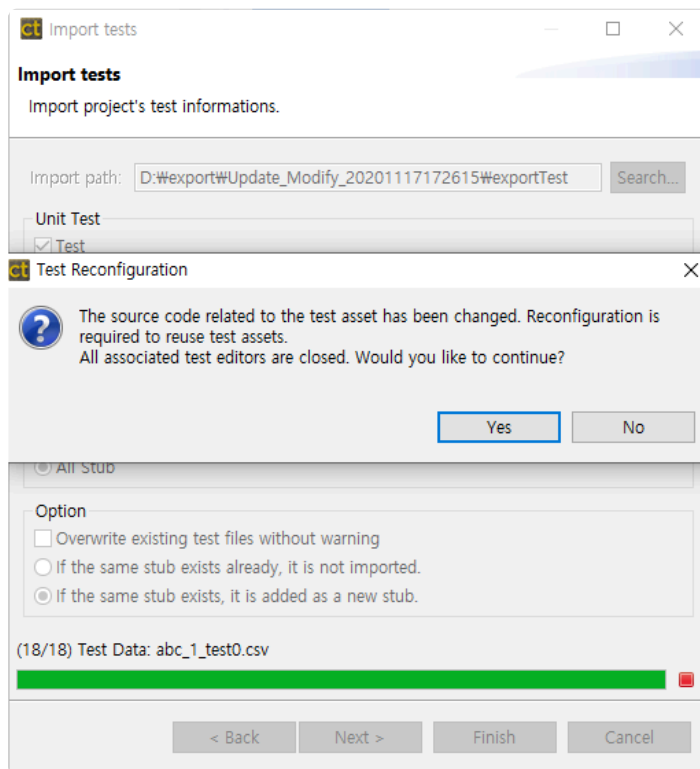 ct Import tests
Import tests
Import project's test informations.
Import path: D:₩export₩Update_Modify_20201117172615₩exportTest Search...
Unit Test
Test
ct Test Reconfiguration
The source code related to the test asset has been changed. Reconfiguration is
required to reuse test assets.
All associated test editors are closed. Would you like to continue?
Yes No
All Stub
Option
Overwrite existing test files without warning
If the same stub exists already, it is not imported.
If the same stub exists, it is added as a new stub.
(18/18) Test Data: abc_1_test0.csv
< Back Next > Finish Cancel